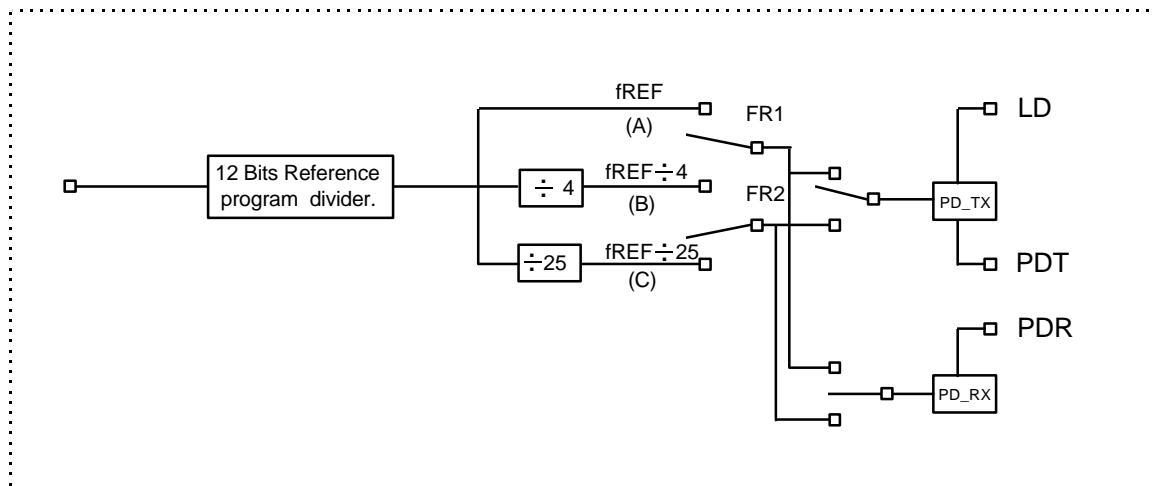 12 Bits Reference
program divider.
fREF
(A)
÷ 4
fREF÷4
(B)
÷25
fREF÷25
(C)
FR1
FR2
LD
PD_TX
PDT
PDR
PD_RX